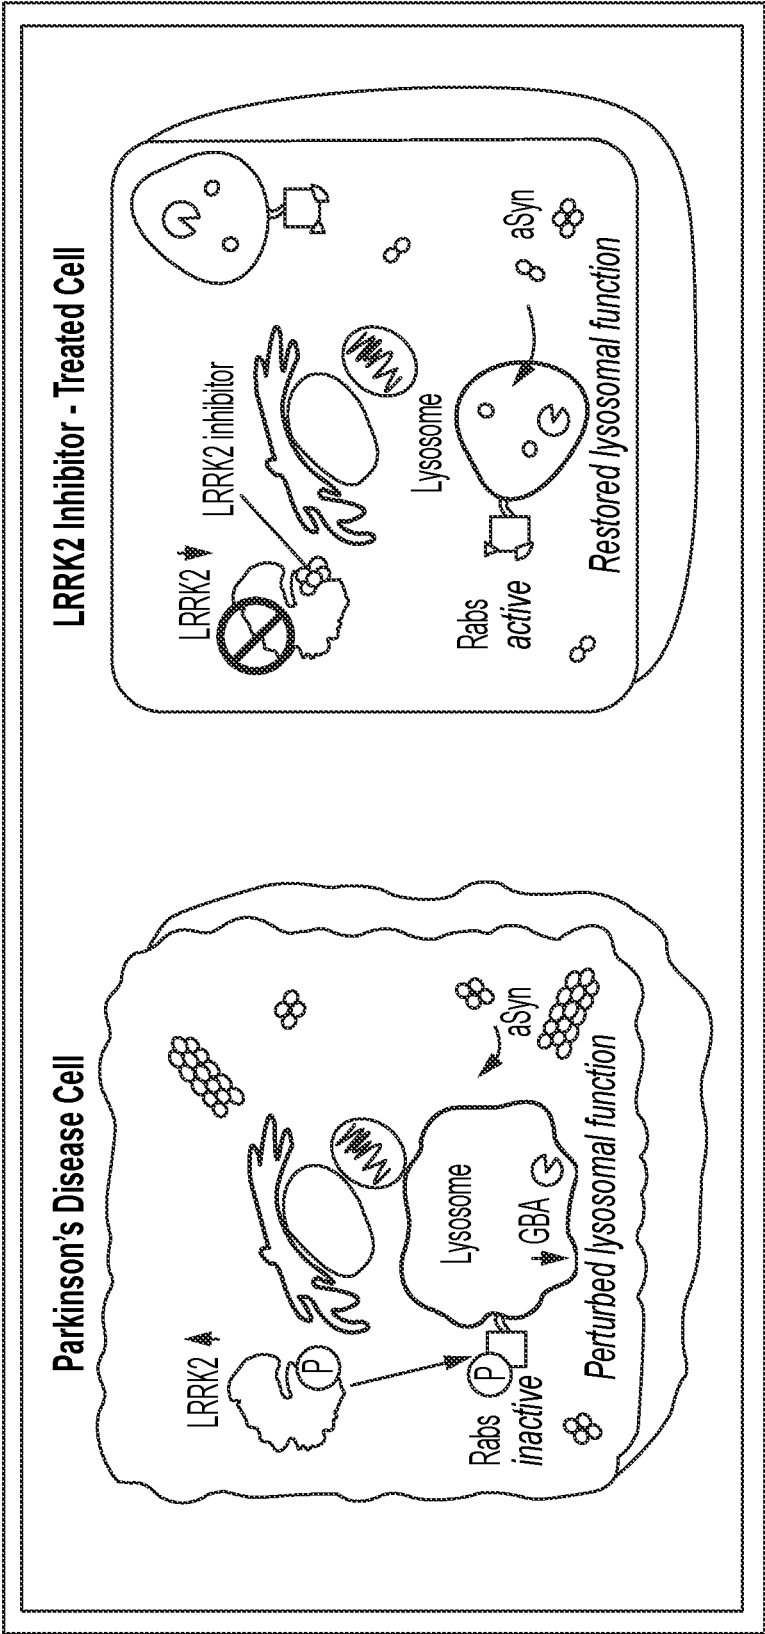 Parkinson's Disease Cell
LRRK2
P
Lysosome
P
GBA
aSyn
Rabs
inactive
Perturbed lysosomal function
LRRK2 Inhibitor - Treated Cell
LRRK2
LRRK2 inhibitor
Lysosome
Rabs
active
aSyn
Restored lysosomal function